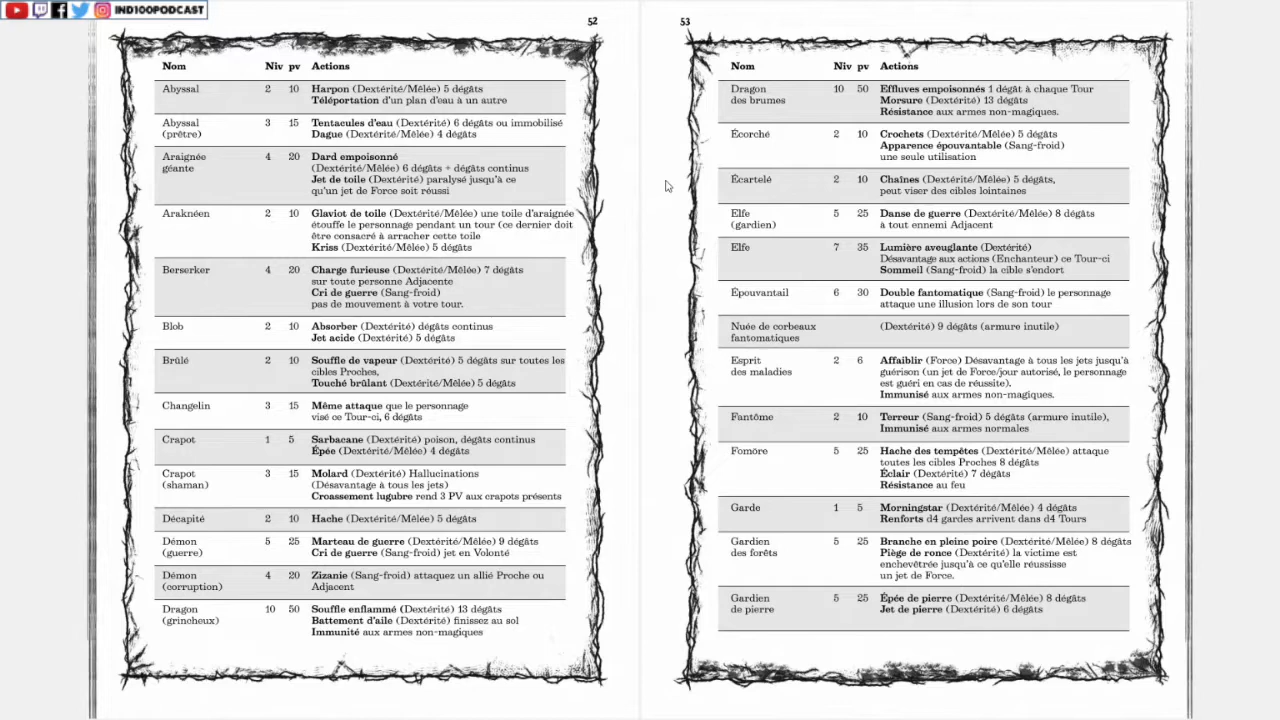 IND100PODCAST
52
Nom Niv pv Actions
Abyssal 2 10 Harpon (Dextérité/Mêlée) 5 dégâts
Téléportation d'un plan d'eau à un autre
Abyssal 3 15 Tentacules d'eau (Dextérité) 6 dégâts ou immobilisé
(prêtre) Dague (Dextérité/Mêlée) 4 dégâts
Araignée 4 20 Dard empoisonné
géante (Dextérité/Mêlée) 6 dégâts + dégâts continus
Jet de toile (Dextérité) paralysé jusqu'à ce
qu'un jet de Force soit réussi
Araknéen 2 10 Glaviot de toile (Dextérité/Mêlée) une toile d'araignée
étouffe le personnage pendant un tour (ce dernier doit
être consacré à arracher cette toile
Kriss (Dextérité/Mêlée) 5 dégâts
Berserker 4 20 Charge furieuse (Dextérité/Mêlée) 7 dégâts
sur toute personne Adjacente
Cri de guerre (Sang-froid)
pas de mouvement à votre tour.
Blob 2 10 Absorber (Dextérité) dégâts continus
Jet acide (Dextérité) 5 dégâts
Brûlé 2 10 Souffle de vapeur (Dextérité) 5 dégâts sur toutes les
cibles Proches,
Touché brûlant (Dextérité/Mêlée) 5 dégâts
Changelin 3 15 Même attaque que le personnage
visé ce Tour-ci, 6 dégâts
Crapot 1 5 Sarbacane (Dextérité) poison, dégâts continus
Épée (Dextérité/Mêlée) 4 dégâts
Crapot 3 15 Molard (Dextérité) Hallucinations
(shaman) (Désavantage à tous les jets)
Croassement lugubre rend 3 PV aux crapots présents
Décapité 2 10 Hache (Dextérité/Mêlée) 5 dégâts
Démon 5 25 Marteau de guerre (Dextérité/Mêlée) 9 dégâts
(guerre) Cri de guerre (Sang-froid) jet en Volonté
Démon 4 20 Zizanie (Sang-froid) attaquez un allié Proche ou
(corruption) Adjacent
Dragon 10 50 Souffle enflammé (Dextérité) 13 dégâts
(grincheux) Battement d'aile (Dextérité) finissez au sol
Immunité aux armes non-magiques
53
Nom Niv pv Actions
Dragon 10 50 Effluves empoisonnés 1 dégât à chaque Tour
des brumes Morsure (Dextérité) 13 dégâts
Résistance aux armes non-magiques.
Écorché 2 10 Crochets (Dextérité/Mêlée) 5 dégâts
Apparence épouvantable (Sang-froid)
une seule utilisation
Écartelé 2 10 Chaînes (Dextérité/Mêlée) 5 dégâts,
peut viser des cibles lointaines
Elfe 5 25 Danse de guerre (Dextérité/Mêlée) 8 dégâts
(gardien) à tout ennemi Adjacent
Elfe 7 35 Lumière aveuglante (Dextérité)
Désavantage aux actions (Enchanteur) ce Tour-ci
Sommeil (Sang-froid) la cible s'endort
Épouvantail 6 30 Double fantomatique (Sang-froid) le personnage
attaque une illusion lors de son tour
Nuée de corbeaux (Dextérité) 9 dégâts (armure inutile)
fantomatiques
Esprit 2 6 Affaiblir (Force) Désavantage à tous les jets jusqu'à
des maladies guérison (un jet de Force/jour autorisé, le personnage
est guéri en cas de réussite).
Immunisé aux armes non-magiques.
Fantôme 2 10 Terreur (Sang-froid) 5 dégâts (armure inutile),
Immunisé aux armes normales
Fomôre 5 25 Hache des tempêtes (Dextérité/Mêlée) attaque
toutes les cibles Proches 8 dégâts
Éclair (Dextérité) 7 dégâts
Résistance au feu
Garde 1 5 Morningstar (Dextérité/Mêlée) 4 dégâts
Renforts d4 gardes arrivent dans d4 Tours
Gardien 5 25 Branche en pleine poire (Dextérité/Mêlée) 8 dégâts
des forêts Piège de ronce (Dextérité) la victime est
enchevêtrée jusqu'à ce qu'elle réussisse
un jet de Force.
Gardien 5 25 Épée de pierre (Dextérité/Mêlée) 8 dégâts
de pierre Jet de pierre (Dextérité) 6 dégâts